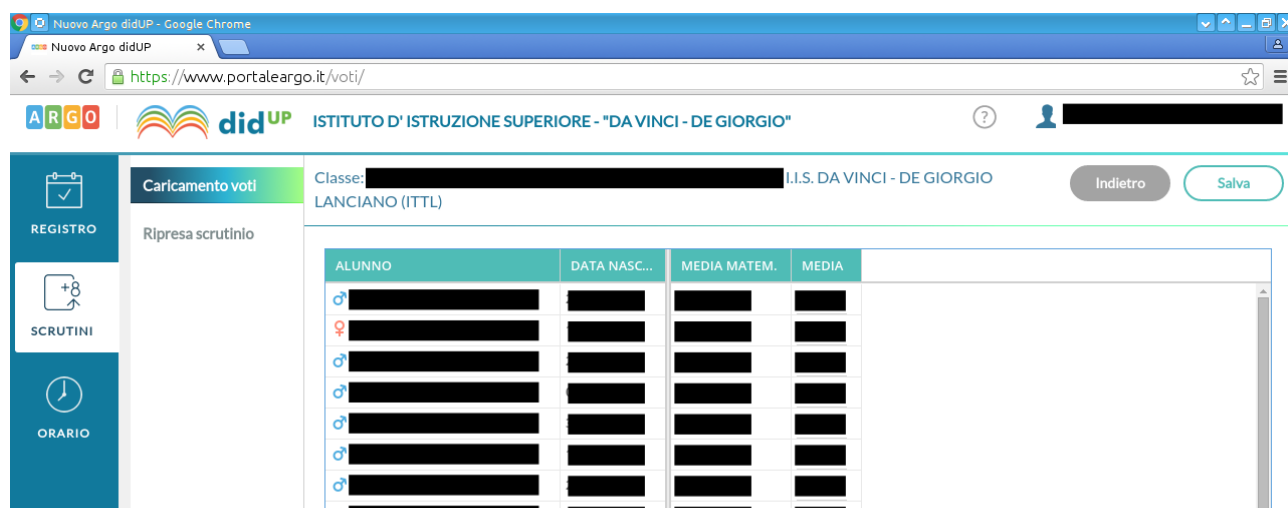 Nuovo Argo didUP - Google Chrome
Nuovo Argo didUP x
https://www.portaleargo.it/voti/
ARGO didUP ISTITUTO D' ISTRUZIONE SUPERIORE - "DA VINCI - DE GIORGIO" ?
Caricamento voti
Classe: I.I.S. DA VINCI - DE GIORGIO
LANCIANO (ITTL)
Indietro
Salva
REGISTRO
Ripresa scrutinio
ALUNNO DATA NASC... MEDIA MATEM. MEDIA
+8
SCRUTINI
ORARIO